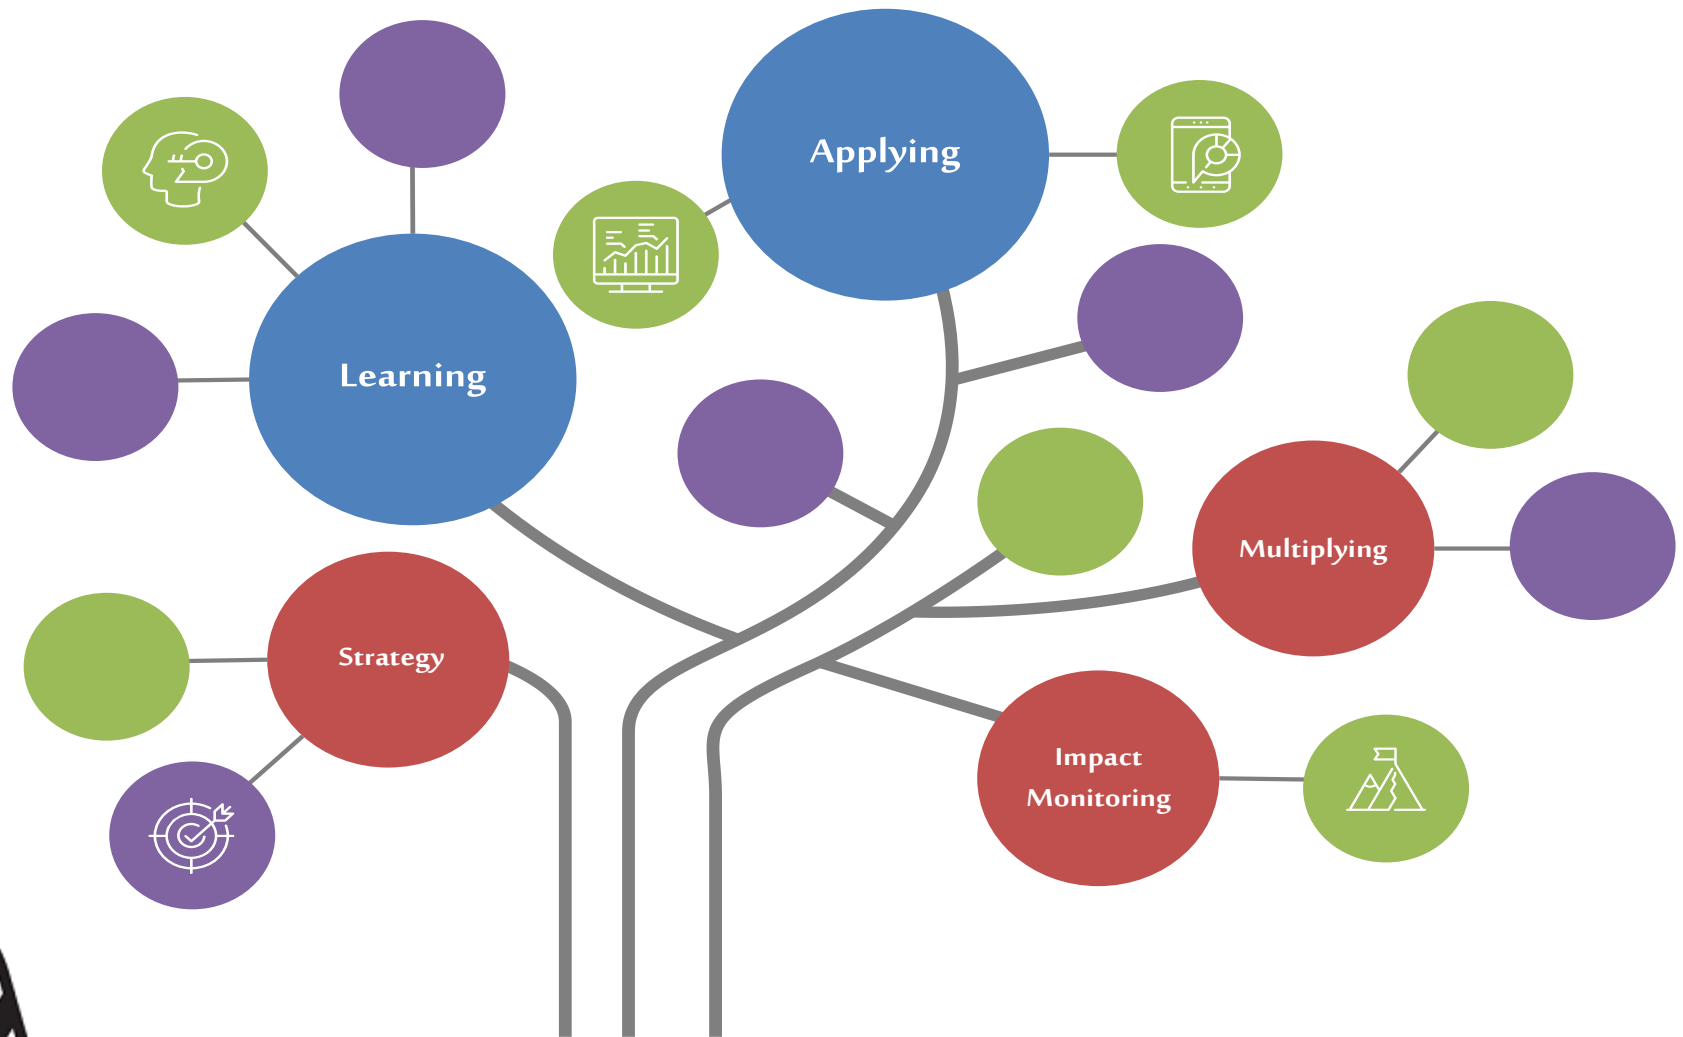 Applying
Learning
Multiplying
Strategy
Impact
Monitoring